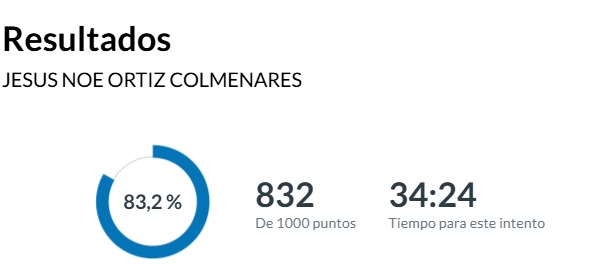 Resultados
JESUS NOE ORTIZ COLMENARES
83,2 %
832
De 1000 puntos
34:24
Tiempo para este intento